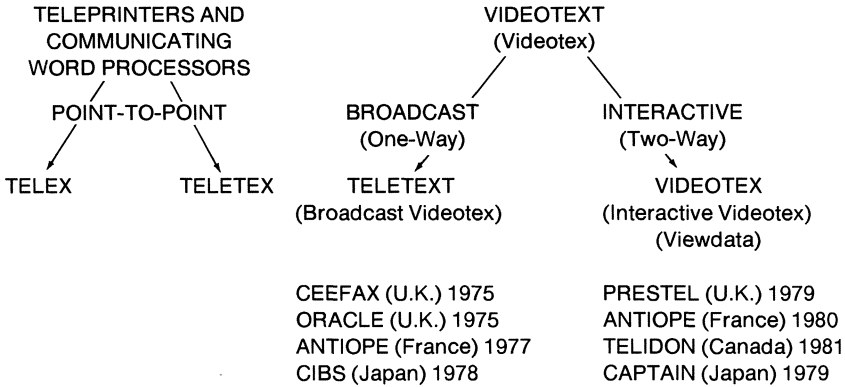 TELEPRINTERS AND
COMMUNICATING
WORD PROCESSORS
POINT-TO-POINT
TELEX
TELETEX
VIDEOTEXT
(Videotex)
BROADCAST
(One-Way)
TELETEXT
(Broadcast Videotex)
CEEFAX (U.K.) 1975
ORACLE (U.K.) 1975
ANTIOPE (France) 1977
CIBS (Japan) 1978
INTERACTIVE
(Two-Way)
VIDEOTEX
(Interactive Videotex)
(Viewdata)
PRESTEL (U.K.) 1979
ANTIOPE (France) 1980
TELIDON (Canada) 1981
CAPTAIN (Japan) 1979